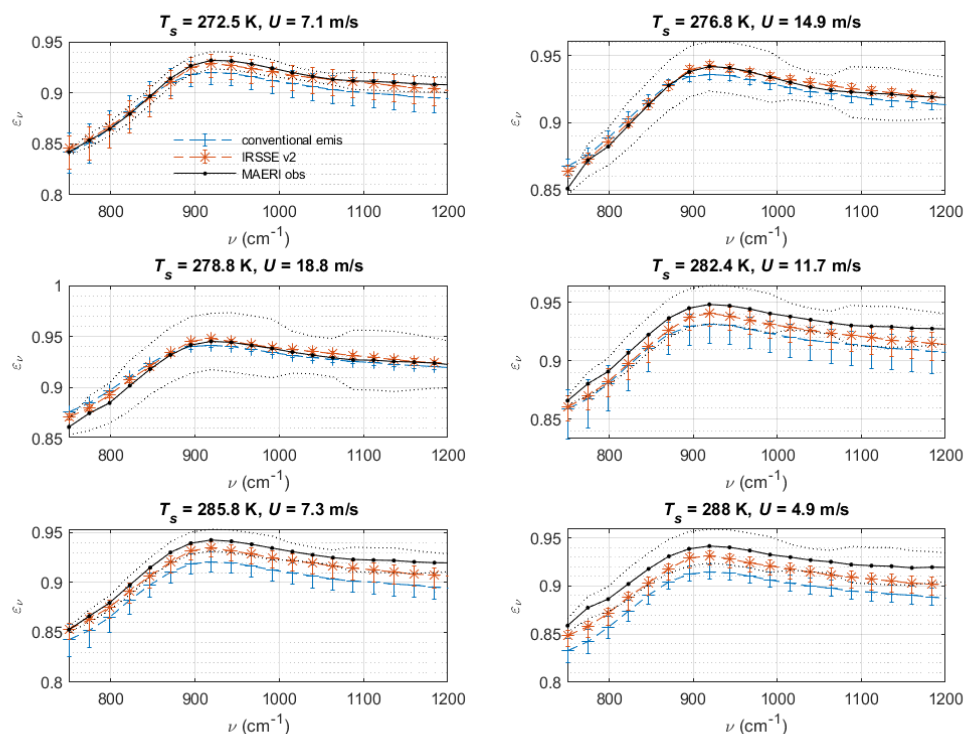 T_s = 272.5 K, U = 7.1 m/s
0.95
0.9
0.85
0.8
ε_ν
conventional emis
IRSSE v2
MAERI obs
800 900 1000 1100 1200
ν (cm⁻¹)
T_s = 276.8 K, U = 14.9 m/s
0.95
0.9
0.85
ε_ν
800 900 1000 1100 1200
ν (cm⁻¹)
T_s = 278.8 K, U = 18.8 m/s
1
0.95
0.9
0.85
ε_ν
800 900 1000 1100 1200
ν (cm⁻¹)
T_s = 282.4 K, U = 11.7 m/s
0.95
0.9
0.85
ε_ν
800 900 1000 1100 1200
ν (cm⁻¹)
T_s = 285.8 K, U = 7.3 m/s
0.95
0.9
0.85
0.8
ε_ν
800 900 1000 1100 1200
ν (cm⁻¹)
T_s = 288 K, U = 4.9 m/s
0.95
0.9
0.85
0.8
ε_ν
800 900 1000 1100 1200
ν (cm⁻¹)